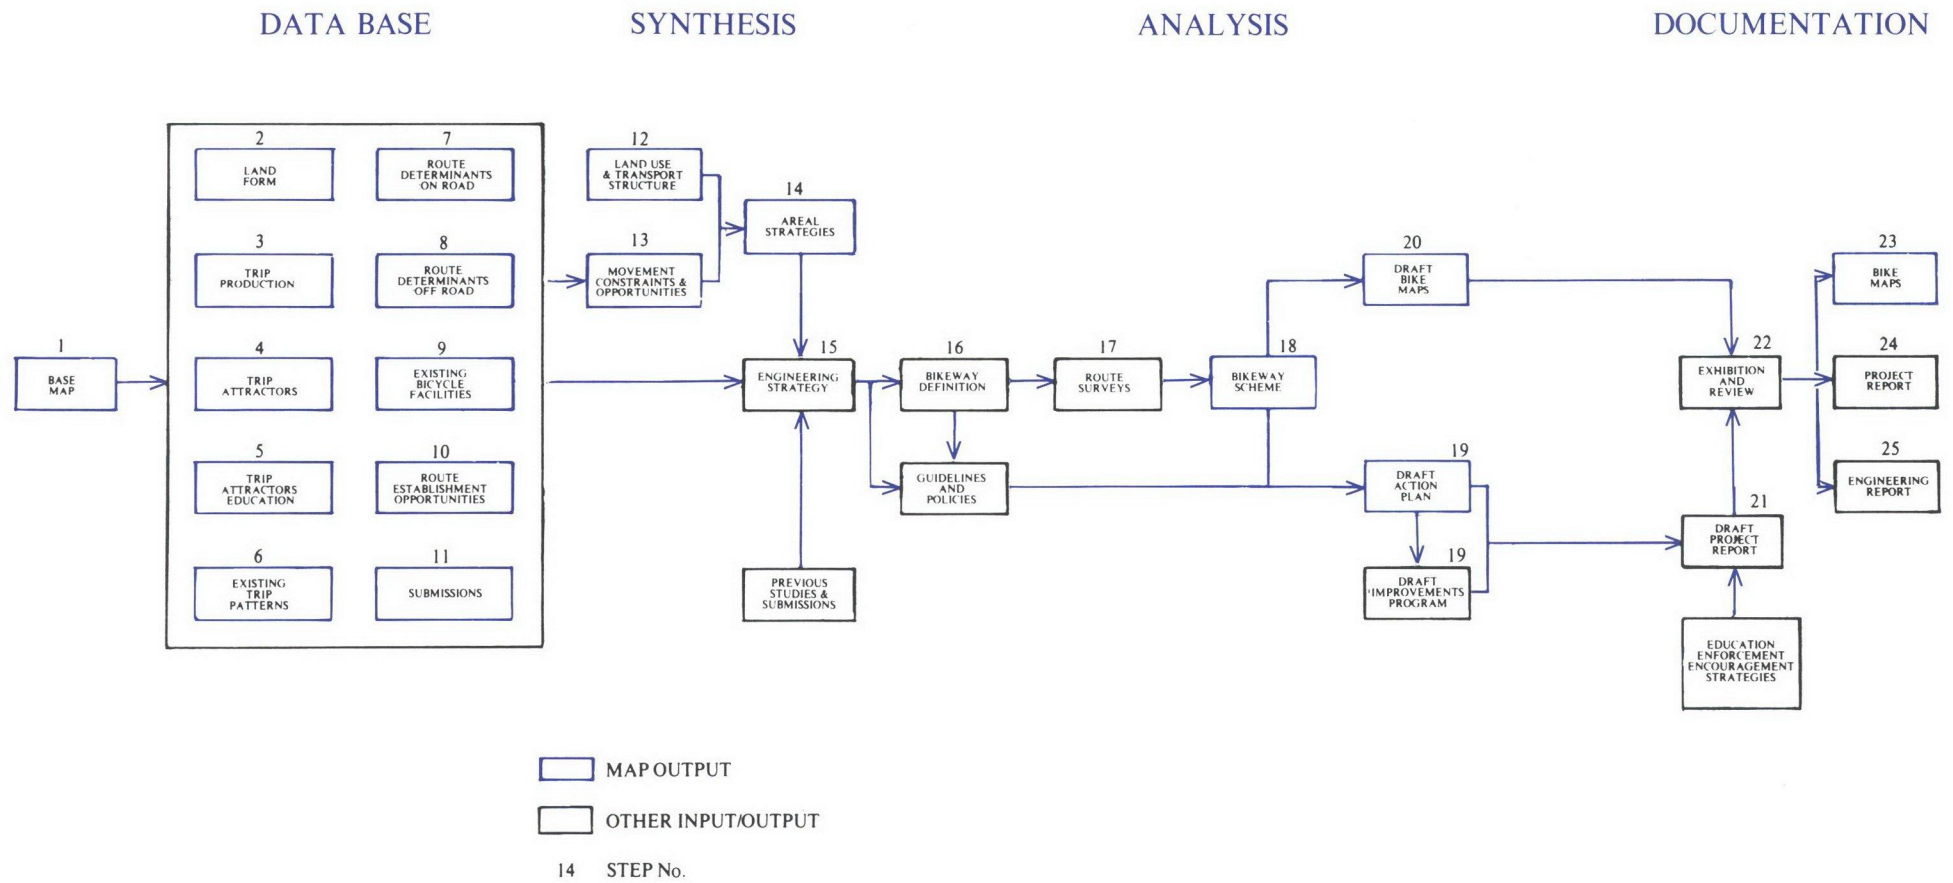 DATA BASE
SYNTHESIS
ANALYSIS
DOCUMENTATION
1
BASE
MAP
2
LAND
FORM
3
TRIP
PRODUCTION
4
TRIP
ATTRACTORS
5
TRIP
ATTRACTORS
EDUCATION
6
EXISTING
TRIP
PATTERNS
7
ROUTE
DETERMINANTS
ON ROAD
8
ROUTE
DETERMINANTS
OFF ROAD
9
EXISTING
BICYCLE
FACILITIES
10
ROUTE
ESTABLISHMENT
OPPORTUNITIES
11
SUBMISSIONS
12
LAND USE
& TRANSPORT
STRUCTURE
13
MOVEMENT
CONSTRAINTS &
OPPORTUNITIES
14
AREAL
STRATEGIES
15
ENGINEERING
STRATEGY
PREVIOUS
STUDIES &
SUBMISSIONS
16
BIKEWAY
DEFINITION
GUIDELINES
AND
POLICIES
17
ROUTE
SURVEYS
18
BIKEWAY
SCHEME
20
DRAFT
BIKE
MAPS
19
DRAFT
ACTION
PLAN
19
DRAFT
IMPROVEMENTS
PROGRAM
22
EXHIBITION
AND
REVIEW
21
DRAFT
PROJECT
REPORT
EDUCATION
ENFORCEMENT
ENCOURAGEMENT
STRATEGIES
23
BIKE
MAPS
24
PROJECT
REPORT
25
ENGINEERING
REPORT
MAP OUTPUT
OTHER INPUT/OUTPUT
14 STEP No.